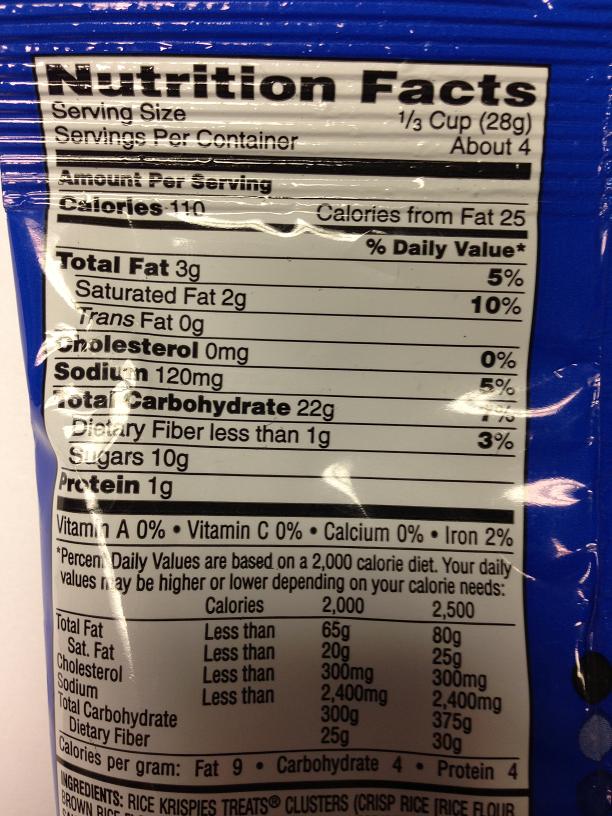 Nutrition Facts
Serving Size 1/3 Cup (28g)
Servings Per Container About 4
Amount Per Serving
Calories 110 Calories from Fat 25
% Daily Value*
Total Fat 3g 5%
Saturated Fat 2g 10%
Trans Fat 0g
Cholesterol 0mg 0%
Sodium 120mg 5%
Total Carbohydrate 22g 7%
Dietary Fiber less than 1g 3%
Sugars 10g
Protein 1g
Vitamin A 0% • Vitamin C 0% • Calcium 0% • Iron 2%
*Percent Daily Values are based on a 2,000 calorie diet. Your daily
values may be higher or lower depending on your calorie needs:
Calories 2,000 2,500
Total Fat Less than 65g 80g
Sat. Fat Less than 20g 25g
Cholesterol Less than 300mg 300mg
Sodium Less than 2,400mg 2,400mg
Total Carbohydrate 300g 375g
Dietary Fiber 25g 30g
Calories per gram: Fat 9 • Carbohydrate 4 • Protein 4
INGREDIENTS: RICE KRISPIES TREATS® CLUSTERS (CRISP RICE [RICE FLOUR,
BROWN RICE